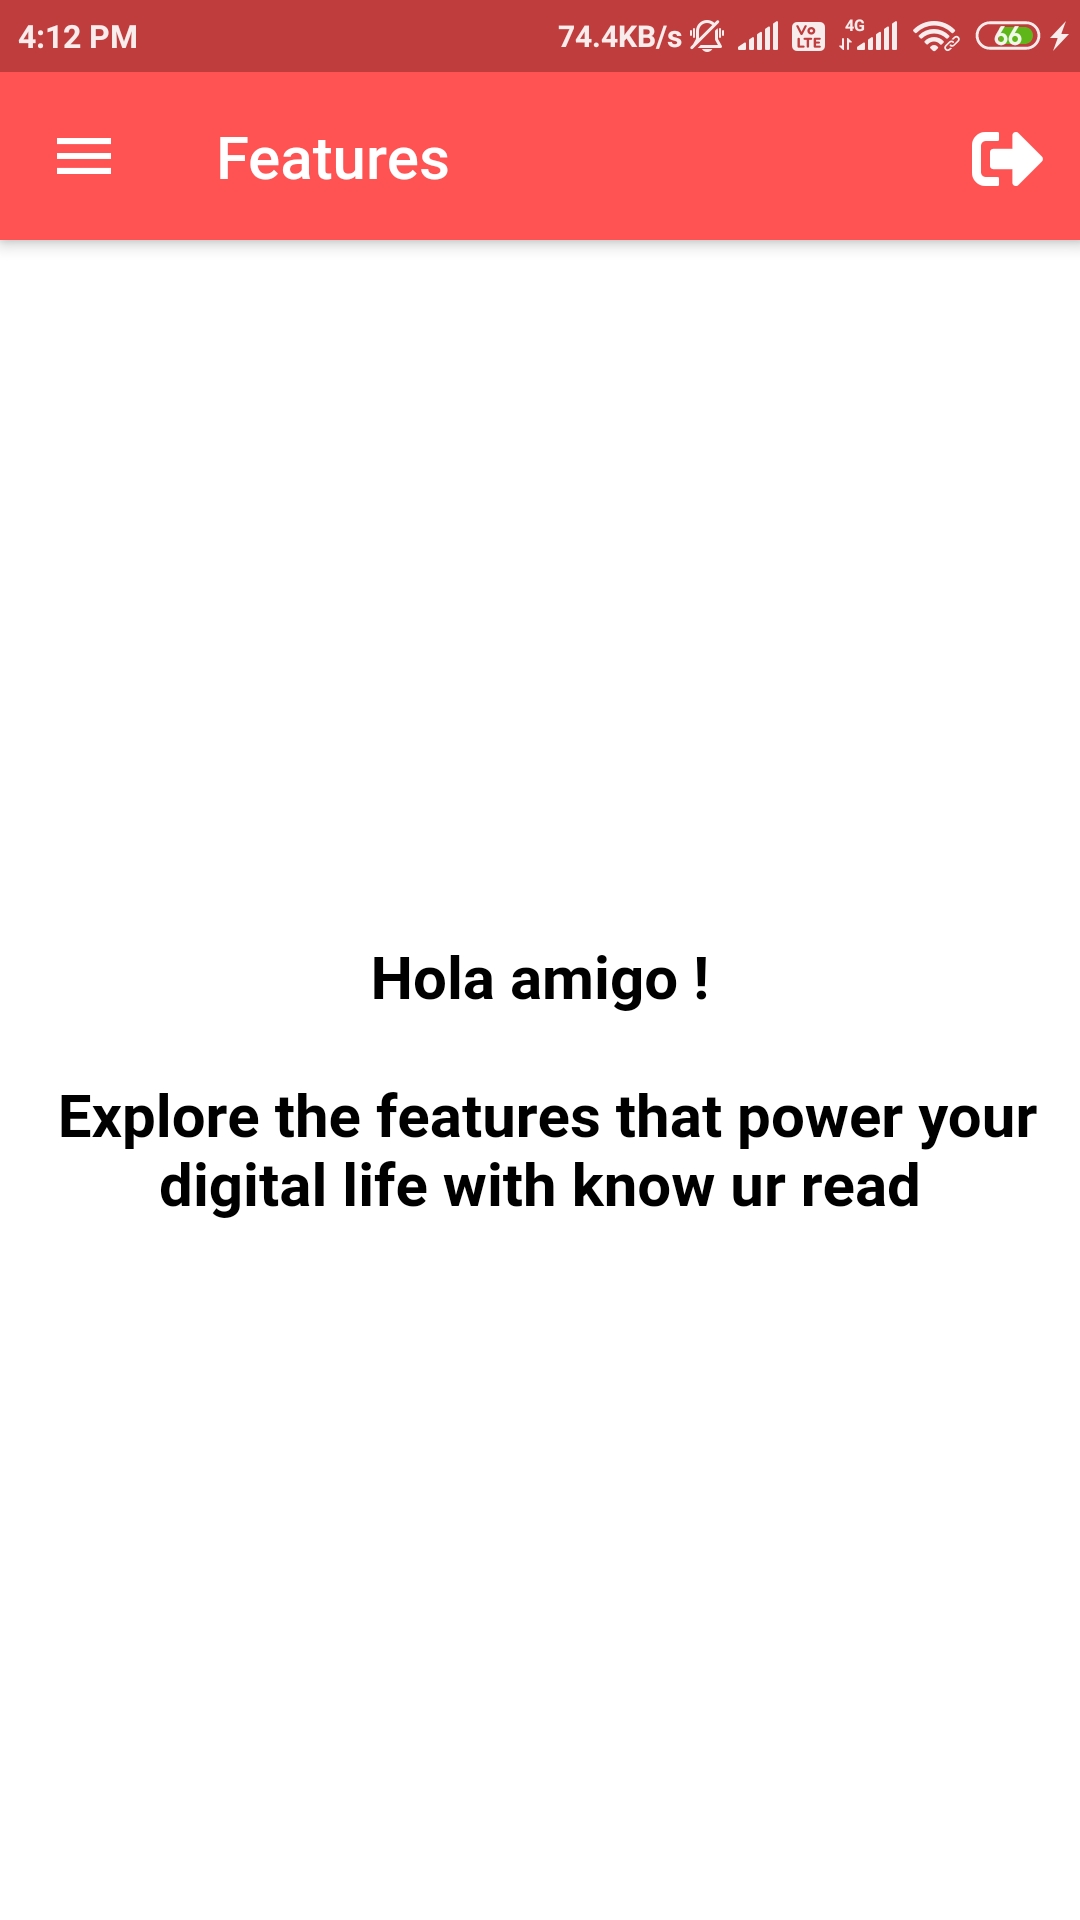 4:12 PM 74.4KB/s Vo LTE 4G 66
Features
Hola amigo !
Explore the features that power your
digital life with know ur read